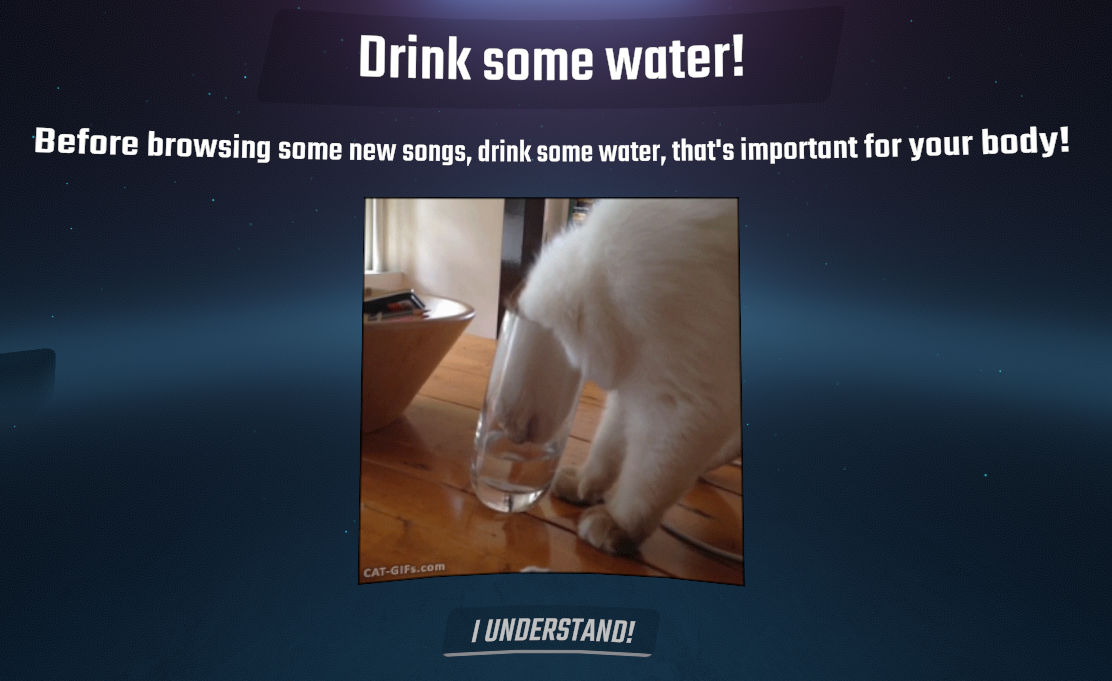 Drink some water!
Before browsing some new songs, drink some water, that's important for your body!
CAT-GIFs.com
I UNDERSTAND!